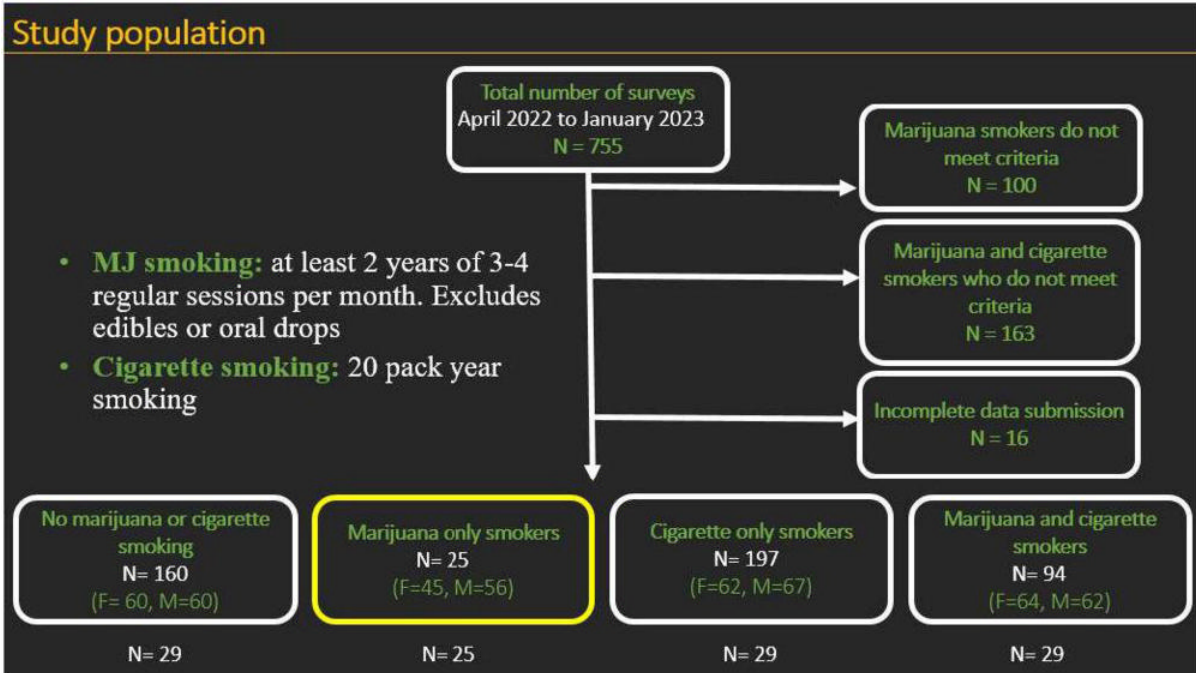 Study population
Total number of surveys
April 2022 to January 2023
N = 755
Marijuana smokers do not
meet criteria
N = 100
Marijuana and cigarette
smokers who do not meet
criteria
N = 163
Incomplete data submission
N = 16
• MJ smoking: at least 2 years of 3-4
regular sessions per month. Excludes
edibles or oral drops
• Cigarette smoking: 20 pack year
smoking
No marijuana or cigarette
smoking
N= 160
(F= 60, M=60)
Marijuana only smokers
N= 25
(F=45, M=56)
Cigarette only smokers
N= 197
(F=62, M=67)
Marijuana and cigarette
smokers
N= 94
(F=64, M=62)
N= 29
N= 25
N= 29
N= 29